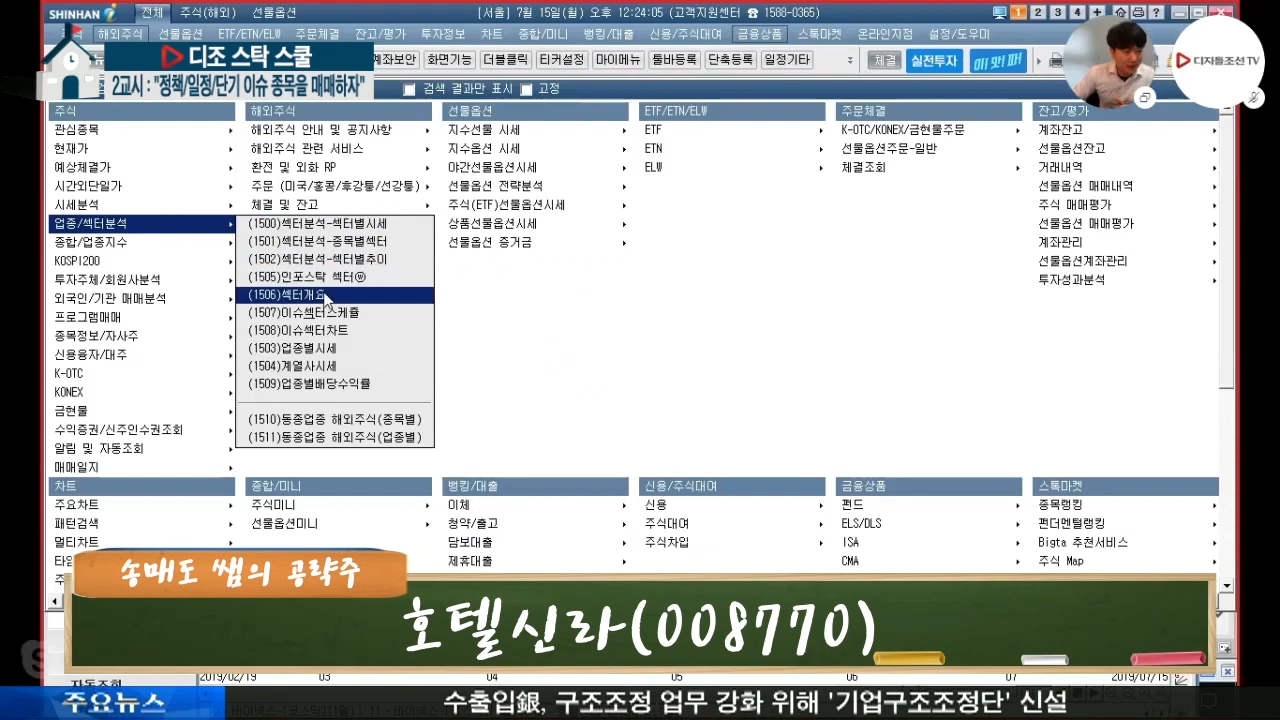 SHINHAN i 전체 주식(해외) 선물옵션 [서울] 7월 15일(월) 오후 12:24:05 (고객지원센터 ☎ 1588-0365) 1 2 3 4 + ?
해외주식 선물옵션 ETF/ETN/ELW 주문체결 잔고/평가 투자정보 차트 종합/미니 뱅킹/대출 신용/주식대여 금융상품 스톡마켓 온라인지점 설정/도우미
디조 스탁 스쿨
2교시 : "정책/일정/단기 이슈 종목을 매매하자"
계좌보안 화면기능 더블클릭 티커설정 마이메뉴 툴바등록 단축등록 일정기타 체결 실전투자
디지틀조선TV
검색 결과만 표시 고정
주식 해외주식 선물옵션 ETF/ETN/ELW 주문체결 잔고/평가
관심종목 해외주식 안내 및 공지사항 지수선물 시세 ETF K-OTC/KONEX/금현물주문 계좌잔고
현재가 해외주식 관련 서비스 지수옵션 시세 ETN 선물옵션주문-일반 선물옵션잔고
예상체결가 환전 및 외화 RP 야간선물옵션시세 ELW 체결조회 거래내역
시간외단일가 주문 (미국/홍콩/후강통/선강통) 선물옵션 전략분석 선물옵션 매매내역
시세분석 체결 및 잔고 주식(ETF)선물옵션시세 주식 매매평가
업종/섹터분석 (1500)섹터분석-섹터별시세 상품선물옵션시세 선물옵션 매매평가
종합/업종지수 (1501)섹터분석-종목별섹터 선물옵션 증거금 계좌관리
KOSPI200 (1502)섹터분석-섹터별추이 선물옵션계좌관리
투자주체/회원사분석 (1505)인포스탁 섹터ⓦ 투자성과분석
외국인/기관 매매분석 (1506)섹터개요
프로그램매매 (1507)이슈섹터스케쥴
종목정보/자사주 (1508)이슈섹터차트
신용융자/대주 (1503)업종별시세
K-OTC (1504)계열사시세
KONEX (1509)업종별배당수익률
금현물
수익증권/신주인수권조회 (1510)동종업종 해외주식(종목별)
알림 및 자동조회 (1511)동종업종 해외주식(업종별)
매매일지
차트 종합/미니 뱅킹/대출 신용/주식대여 금융상품 스톡마켓
주요차트 주식미니 이체 신용 펀드 종목랭킹
패턴검색 선물옵션미니 청약/출고 주식대여 ELS/DLS 펀더멘털랭킹
멀티차트 담보대출 주식차입 ISA Bigta 추천서비스
제휴대출 CMA 주식 Map
송매도 쌤의 공략주
호텔신라(008770)
자동조회 2019/02/19 03 04 05 06 07 2019/07/15
주요뉴스 수출입銀, 구조조정 업무 강화 위해 '기업구조조정단' 신설